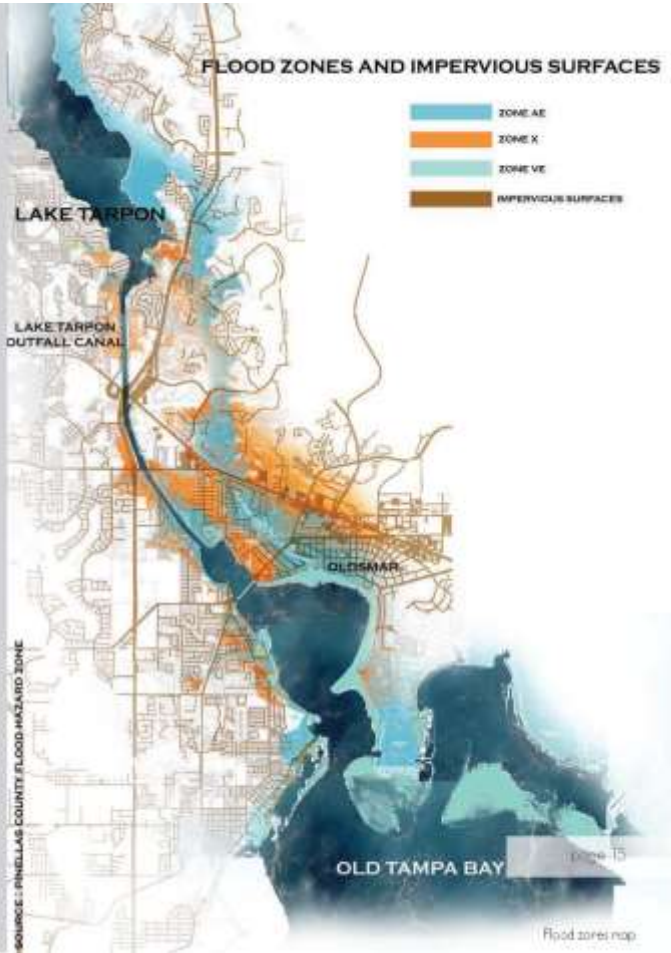 FLOOD ZONES AND IMPERVIOUS SURFACES
ZONE AE
ZONE X
ZONE VE
IMPERVIOUS SURFACES
LAKE TARPON
LAKE TARPON
OUTFALL CANAL
OLDSMAR
SOURCE : PINELLAS COUNTY FLOOD HAZARD ZONE
OLD TAMPA BAY
page 15
Flood zones map